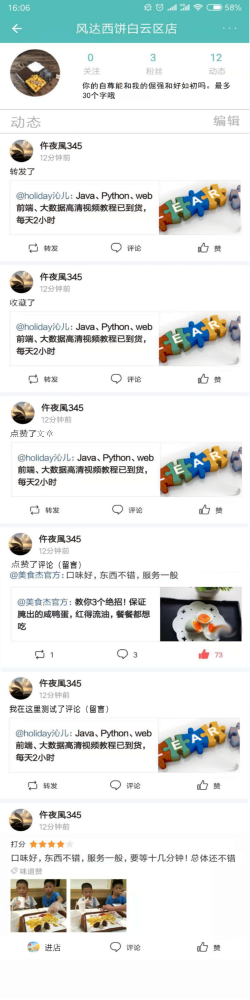 16:06 HD 58%
风达西饼白云区店
0 3 12
关注 粉丝 动态
你的自尊能和我的倔强和好如初吗。最多
30个字哦
动态 编辑
仵夜風345
12分钟前
转发了
@holiday沁儿: Java、Python、web
前端、大数据高清视频教程已到货,
每天2小时
L E A R
转发 评论 赞
仵夜風345
12分钟前
收藏了
@holiday沁儿: Java、Python、web
前端、大数据高清视频教程已到货,
每天2小时
L E A R
转发 评论 赞
仵夜風345
12分钟前
点赞了文章
@holiday沁儿: Java、Python、web
前端、大数据高清视频教程已到货,
每天2小时
L E A R
转发 评论 赞
仵夜風345
12分钟前
点赞了评论（留言）
@美食杰官方: 口味好，东西不错，服务一般
@美食杰官方: 教你3个绝招！保证
腌出的咸鸭蛋，红得流油，餐餐都想
吃
1 3 73
仵夜風345
12分钟前
我在这里测试了评论（留言）
@holiday沁儿: Java、Python、web
前端、大数据高清视频教程已到货,
每天2小时
L E A R
转发 评论 赞
仵夜風345
12分钟前
打分
口味好，东西不错，服务一般，要等十几分钟！总体还不错
味道赞
进店 评论 赞